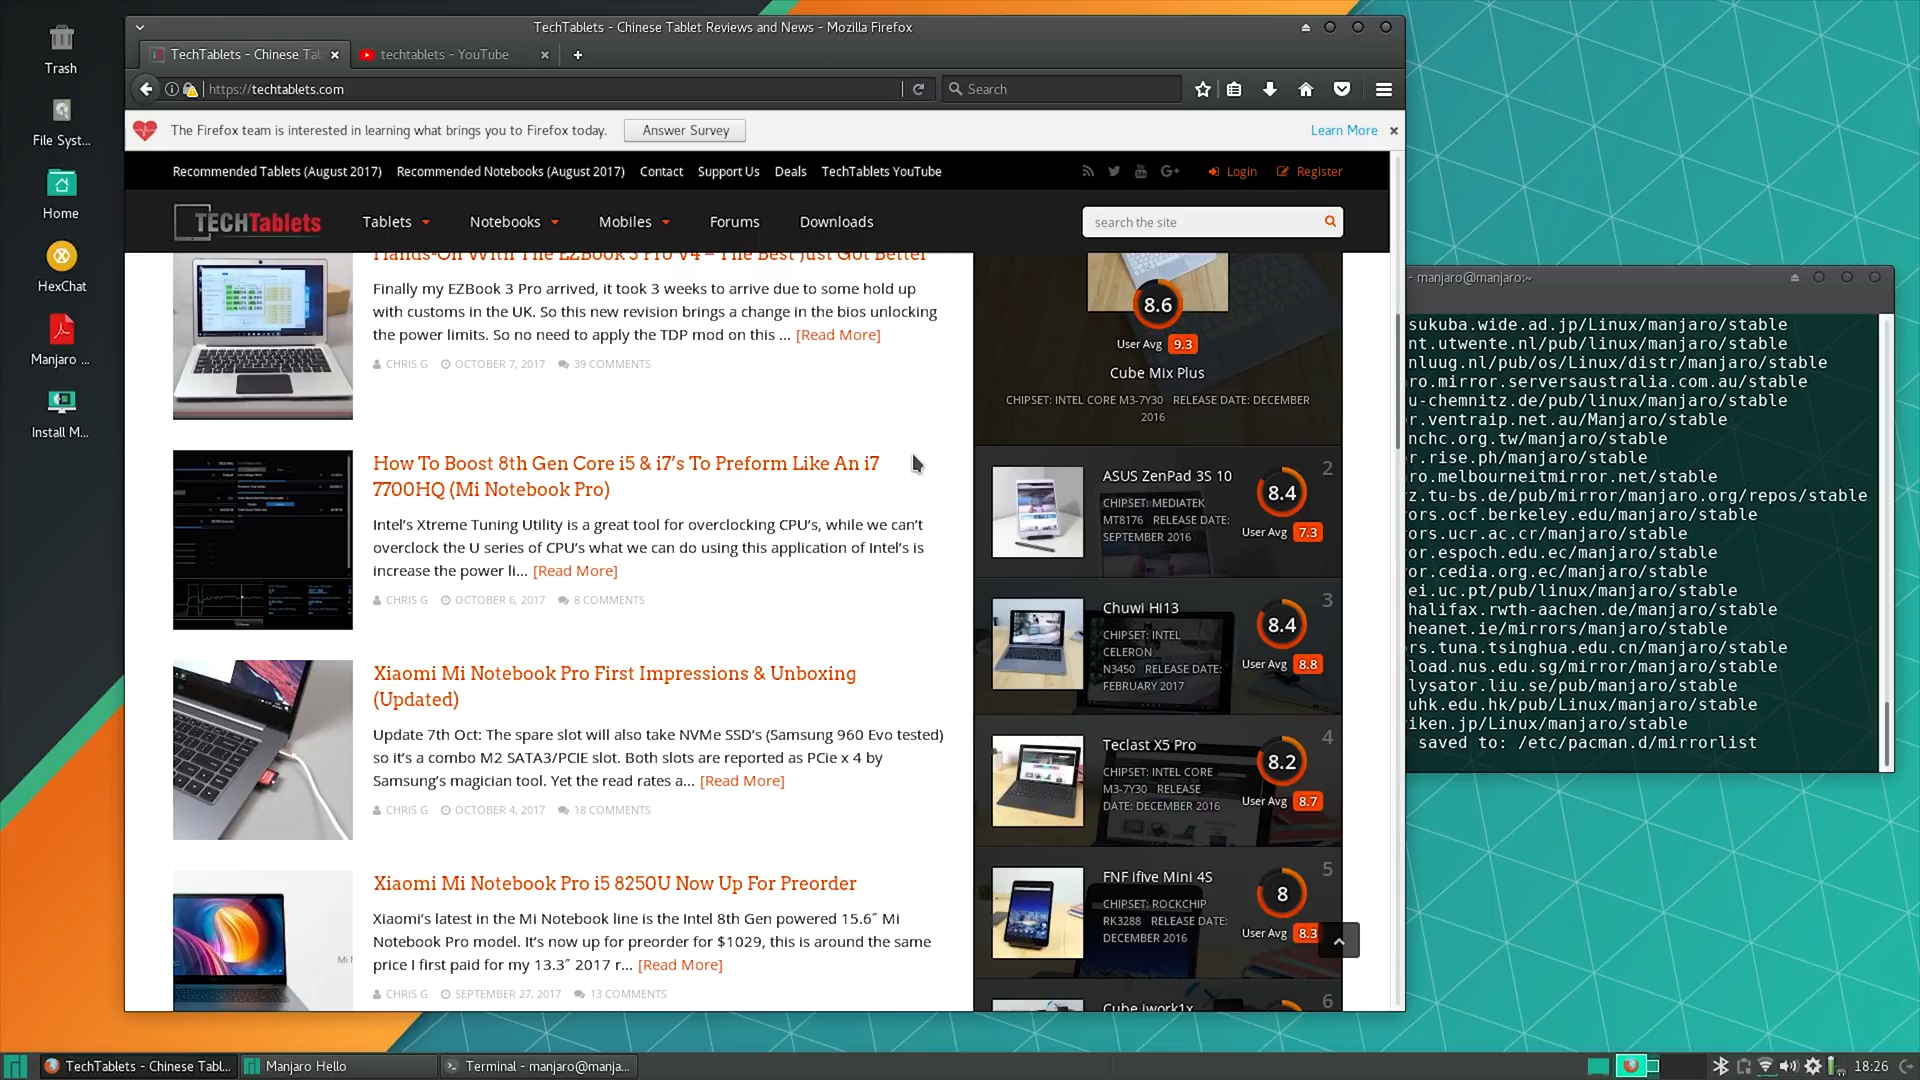 Trash
File Syst...
Home
HexChat
Manjaro ...
Install M...
TechTablets - Chinese Tablet Reviews and News - Mozilla Firefox
TechTablets - Chinese Tab
techtablets - YouTube
https://techtablets.com
Search
The Firefox team is interested in learning what brings you to Firefox today.
Answer Survey
Learn More
Recommended Tablets (August 2017)
Recommended Notebooks (August 2017)
Contact
Support Us
Deals
TechTablets YouTube
Login
Register
TECHTablets
Tablets
Notebooks
Mobiles
Forums
Downloads
search the site
Hands-On With The EZBook 3 Pro V4 – The Best Just Got Better
Finally my EZBook 3 Pro arrived, it took 3 weeks to arrive due to some hold up
with customs in the UK. So this new revision brings a change in the bios unlocking
the power limits. So no need to apply the TDP mod on this ... [Read More]
CHRIS G OCTOBER 7, 2017 39 COMMENTS
How To Boost 8th Gen Core i5 & i7's To Preform Like An i7
7700HQ (Mi Notebook Pro)
Intel's Xtreme Tuning Utility is a great tool for overclocking CPU's, while we can't
overclock the U series of CPU's what we can do using this application of Intel's is
increase the power li... [Read More]
CHRIS G OCTOBER 6, 2017 8 COMMENTS
Xiaomi Mi Notebook Pro First Impressions & Unboxing
(Updated)
Update 7th Oct: The spare slot will also take NVMe SSD's (Samsung 960 Evo tested)
so it's a combo M2 SATA3/PCIE slot. Both slots are reported as PCIe x 4 by
Samsung's magician tool. Yet the read rates a... [Read More]
CHRIS G OCTOBER 4, 2017 18 COMMENTS
Xiaomi Mi Notebook Pro i5 8250U Now Up For Preorder
Xiaomi's latest in the Mi Notebook line is the Intel 8th Gen powered 15.6″ Mi
Notebook Pro model. It's now up for preorder for $1029, this is around the same
price I first paid for my 13.3″ 2017 r... [Read More]
CHRIS G SEPTEMBER 27, 2017 13 COMMENTS
8.6
User Avg 9.3
Cube Mix Plus
CHIPSET: INTEL CORE M3-7Y30 RELEASE DATE: DECEMBER
2016
2
ASUS ZenPad 3S 10
CHIPSET: MEDIATEK
MT8176 RELEASE DATE:
SEPTEMBER 2016
8.4
User Avg 7.3
3
Chuwi Hi13
CHIPSET: INTEL
CELERON
N3450 RELEASE DATE:
FEBRUARY 2017
8.4
User Avg 8.8
4
Teclast X5 Pro
CHIPSET: INTEL CORE
M3-7Y30 RELEASE
DATE: DECEMBER 2016
8.2
User Avg 8.7
5
FNF ifive Mini 4S
CHIPSET: ROCKCHIP
RK3288 RELEASE DATE:
DECEMBER 2016
8
User Avg 8.3
6
Cube iwork1x
- manjaro@manjaro:~
sukuba.wide.ad.jp/Linux/manjaro/stable
nt.utwente.nl/pub/linux/manjaro/stable
nluug.nl/pub/os/Linux/distr/manjaro/stable
ro.mirror.serversaustralia.com.au/stable
u-chemnitz.de/pub/linux/manjaro/stable
r.ventraip.net.au/Manjaro/stable
nchc.org.tw/manjaro/stable
r.rise.ph/manjaro/stable
ro.melbourneitmirror.net/stable
z.tu-bs.de/pub/mirror/manjaro.org/repos/stable
ors.ocf.berkeley.edu/manjaro/stable
ors.ucr.ac.cr/manjaro/stable
or.espoch.edu.ec/manjaro/stable
or.cedia.org.ec/manjaro/stable
ei.uc.pt/pub/linux/manjaro/stable
halifax.rwth-aachen.de/manjaro/stable
heanet.ie/mirrors/manjaro/stable
rs.tuna.tsinghua.edu.cn/manjaro/stable
load.nus.edu.sg/mirror/manjaro/stable
lysator.liu.se/pub/manjaro/stable
uhk.edu.hk/pub/Linux/manjaro/stable
riken.jp/Linux/manjaro/stable
saved to: /etc/pacman.d/mirrorlist
TechTablets - Chinese Tabl...
Manjaro Hello
Terminal - manjaro@manja...
18:26